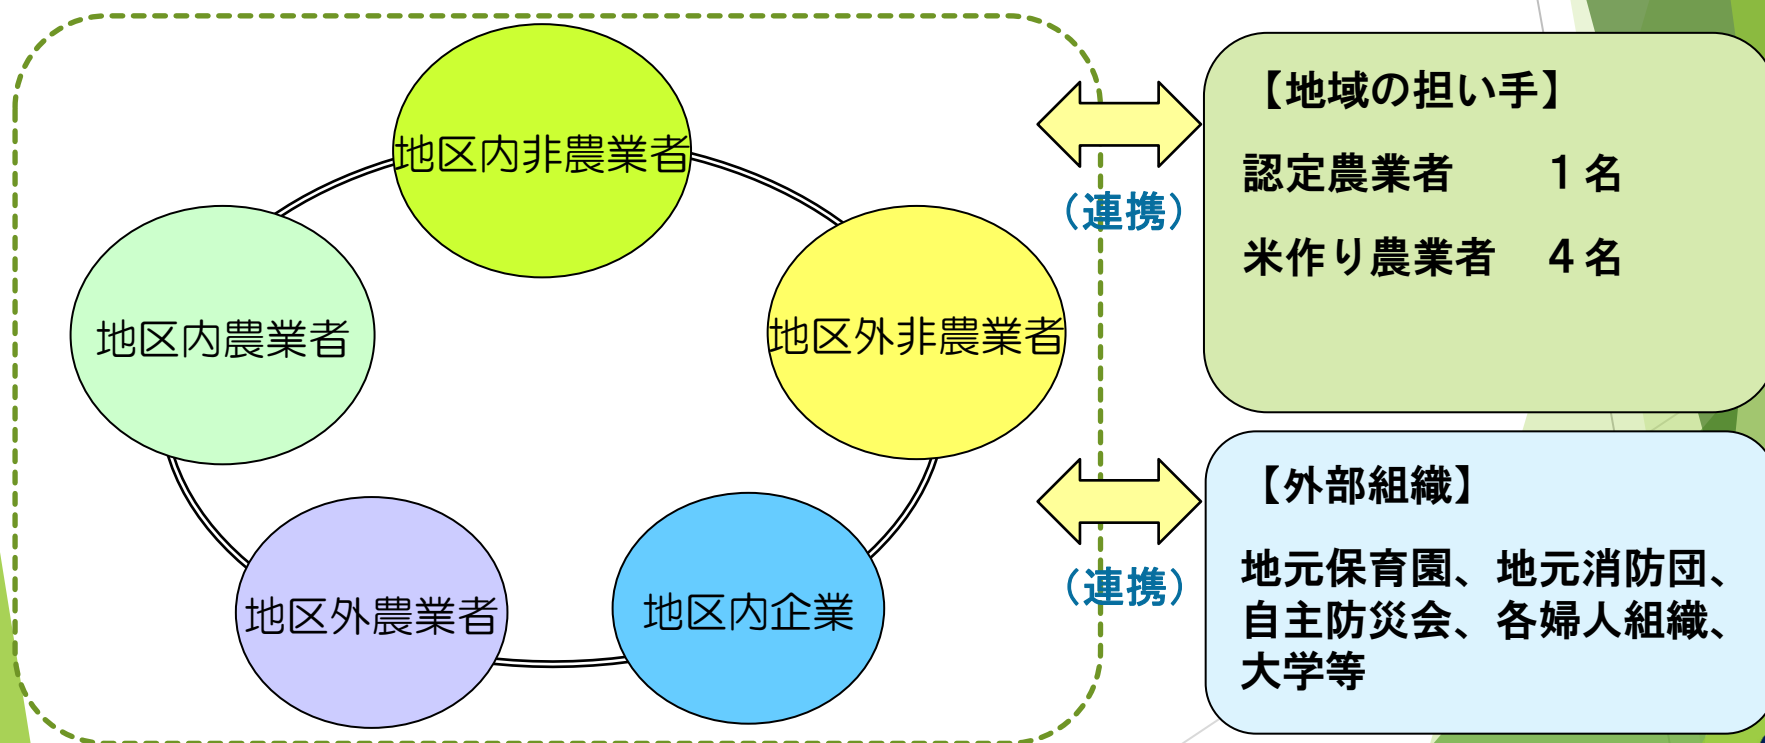 地区内非農業者
地区内農業者
地区外非農業者
地区外農業者
地区内企業
(連携)
【地域の担い手】
認定農業者　　１名
米作り農業者　４名
(連携)
【外部組織】
地元保育園、地元消防団、
自主防災会、各婦人組織、
大学等